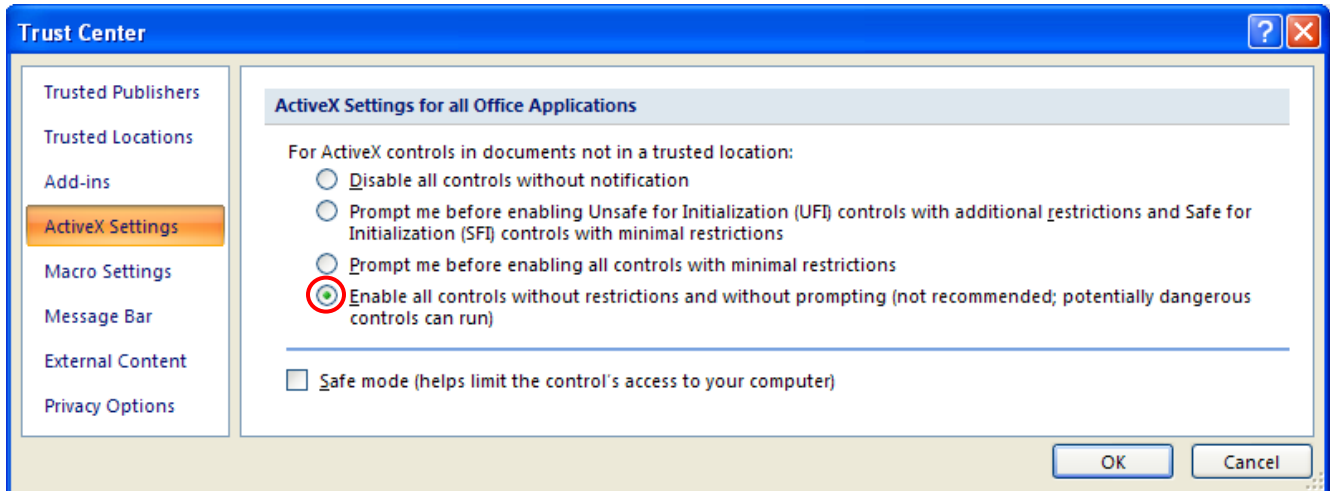 Trust Center
Trusted Publishers
Trusted Locations
Add-ins
ActiveX Settings
Macro Settings
Message Bar
External Content
Privacy Options
ActiveX Settings for all Office Applications
For ActiveX controls in documents not in a trusted location:
Disable all controls without notification
Prompt me before enabling Unsafe for Initialization (UFI) controls with additional restrictions and Safe for
Initialization (SFI) controls with minimal restrictions
Prompt me before enabling all controls with minimal restrictions
Enable all controls without restrictions and without prompting (not recommended; potentially dangerous
controls can run)
Safe mode (helps limit the control's access to your computer)
OK
Cancel